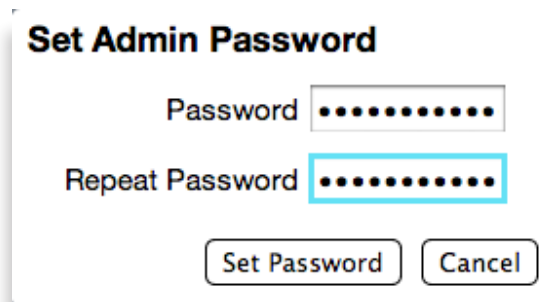 Set Admin Password
Password •••••••••••
Repeat Password •••••••••••
Set Password Cancel